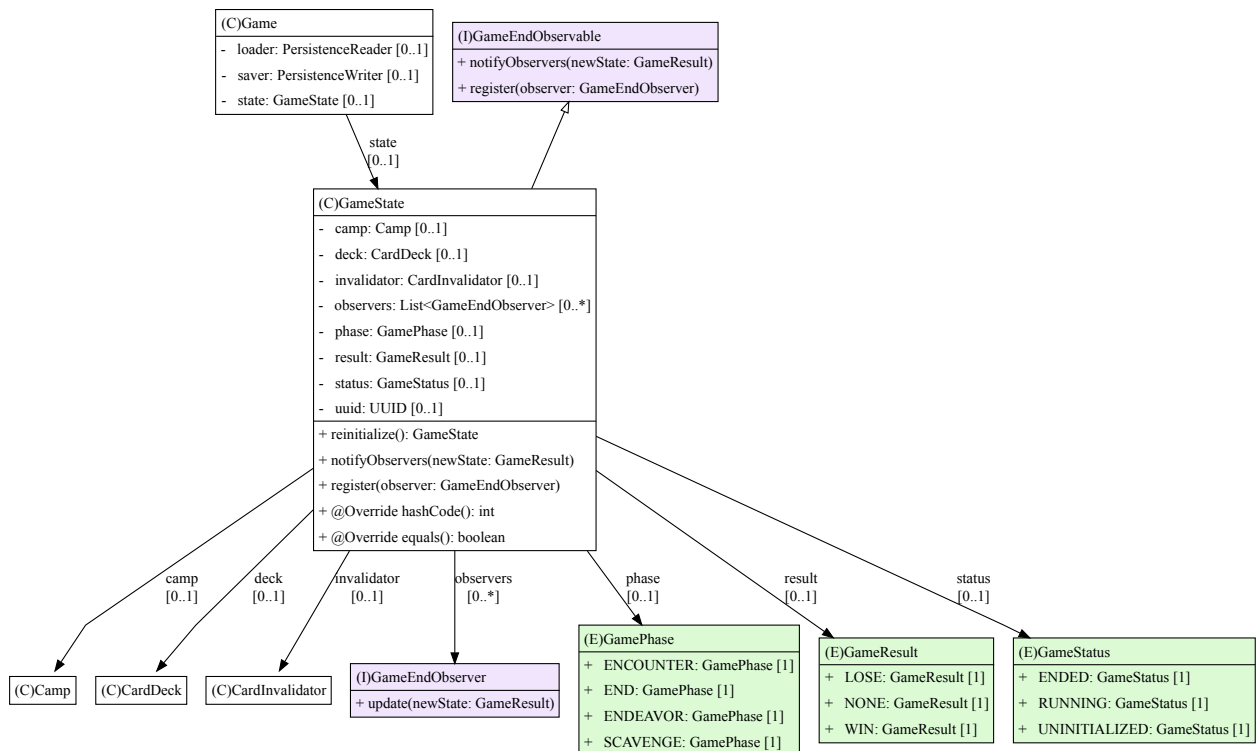 (C)Game
- loader: PersistenceReader [0..1]
- saver: PersistenceWriter [0..1]
- state: GameState [0..1]
(I)GameEndObservable
+ notifyObservers(newState: GameResult)
+ register(observer: GameEndObserver)
state
[0..1]
(C)GameState
- camp: Camp [0..1]
- deck: CardDeck [0..1]
- invalidator: CardInvalidator [0..1]
- observers: List<GameEndObserver> [0..*]
- phase: GamePhase [0..1]
- result: GameResult [0..1]
- status: GameStatus [0..1]
- uuid: UUID [0..1]
+ reinitialize(): GameState
+ notifyObservers(newState: GameResult)
+ register(observer: GameEndObserver)
+ @Override hashCode(): int
+ @Override equals(): boolean
camp
[0..1]
deck
[0..1]
invalidator
[0..1]
observers
[0..*]
phase
[0..1]
result
[0..1]
status
[0..1]
(C)Camp
(C)CardDeck
(C)CardInvalidator
(I)GameEndObserver
+ update(newState: GameResult)
(E)GamePhase
+ ENCOUNTER: GamePhase [1]
+ END: GamePhase [1]
+ ENDEAVOR: GamePhase [1]
+ SCAVENGE: GamePhase [1]
(E)GameResult
+ LOSE: GameResult [1]
+ NONE: GameResult [1]
+ WIN: GameResult [1]
(E)GameStatus
+ ENDED: GameStatus [1]
+ RUNNING: GameStatus [1]
+ UNINITIALIZED: GameStatus [1]